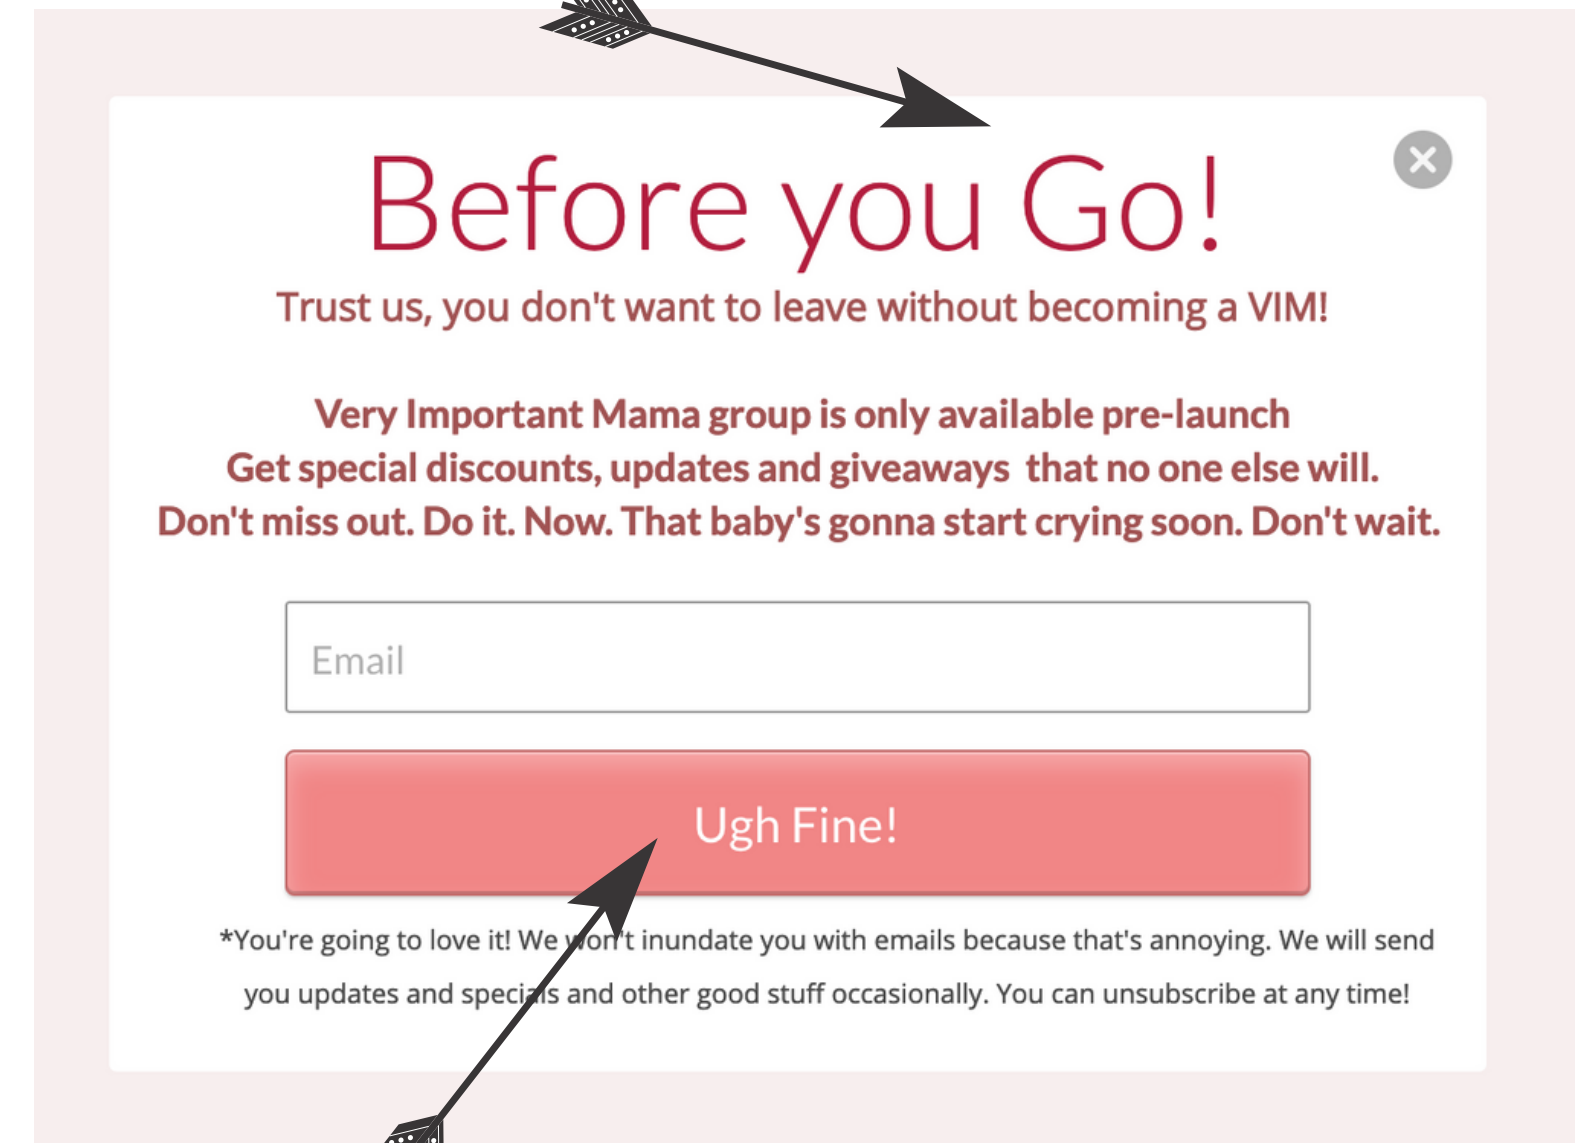 Before you Go!
Trust us, you don't want to leave without becoming a VIM!
Very Important Mama group is only available pre-launch
Get special discounts, updates and giveaways  that no one else will.
Don't miss out. Do it. Now. That baby's gonna start crying soon. Don't wait.
Email
Ugh Fine!
*You're going to love it! We won't inundate you with emails because that's annoying. We will send
you updates and specials and other good stuff occasionally. You can unsubscribe at any time!